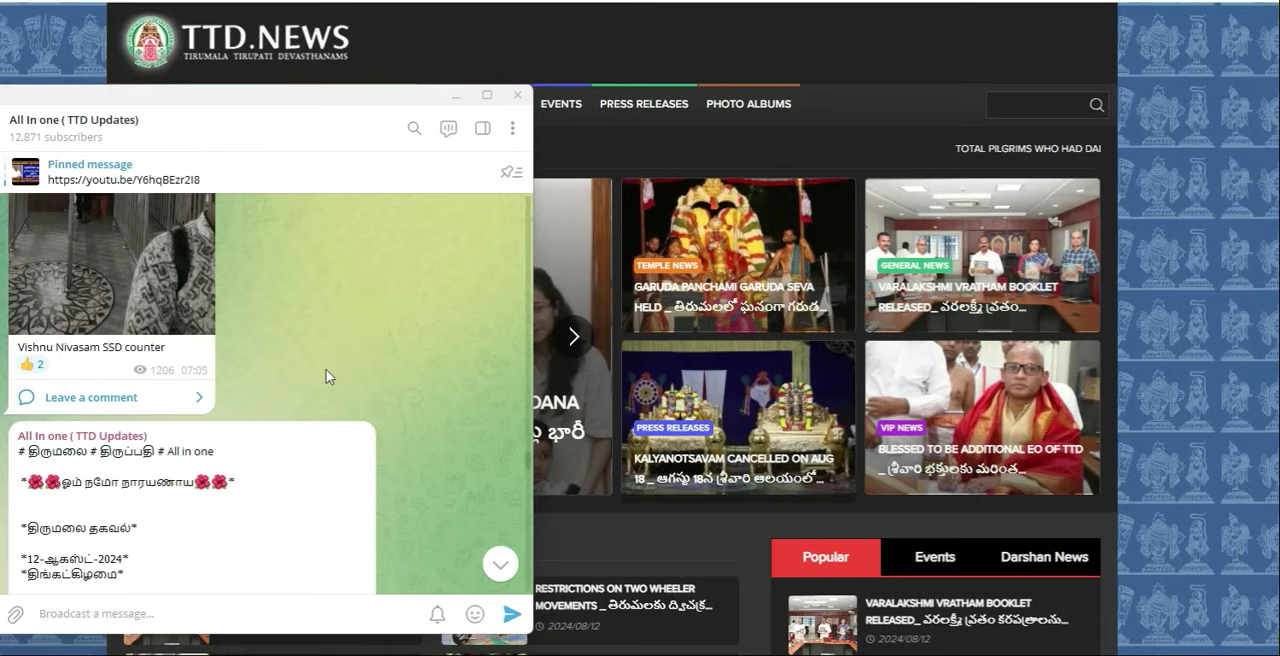 TTD.NEWS
TIRUMALA TIRUPATI DEVASTHANAMS
EVENTS
PRESS RELEASES
PHOTO ALBUMS
TOTAL PILGRIMS WHO HAD DAI
All In one ( TTD Updates)
12,871 subscribers
Pinned message
https://youtu.be/Y6hqBEzr2I8
Vishnu Nivasam SSD counter
👍 2
1206 07:05
Leave a comment
All In one ( TTD Updates)
# திருமலை # திருப்பதி # All in one
*🌺🌺ஓம் நமோ நாராயணாய🌺🌺*
*திருமலை தகவல்*
*12-ஆகஸ்ட்-2024*
*திங்கட்கிழமை*
Broadcast a message...
DANA
భారీ
TEMPLE NEWS
GARUDA PANCHAMI GARUDA SEVA
HELD _ తిరుమలలో ఘనంగా గరుడ...
GENERAL NEWS
VARALAKSHMI VRATHAM BOOKLET
RELEASED_ వరలక్ష్మీ వ్రతం...
PRESS RELEASES
KALYANOTSAVAM CANCELLED ON AUG
18 _ ఆగస్టు 18న శ్రీవారి ఆలయంలో...
VIP NEWS
BLESSED TO BE ADDITIONAL EO OF TTD
_ శ్రీవారి భక్తులకు మరింత...
RESTRICTIONS ON TWO WHEELER
MOVEMENTS _ తిరుమలకు ద్విచక్ర...
2024/08/12
Popular
Events
Darshan News
VARALAKSHMI VRATHAM BOOKLET
RELEASED_ వరలక్ష్మీ వ్రతం కరపత్రాలను...
2024/08/12